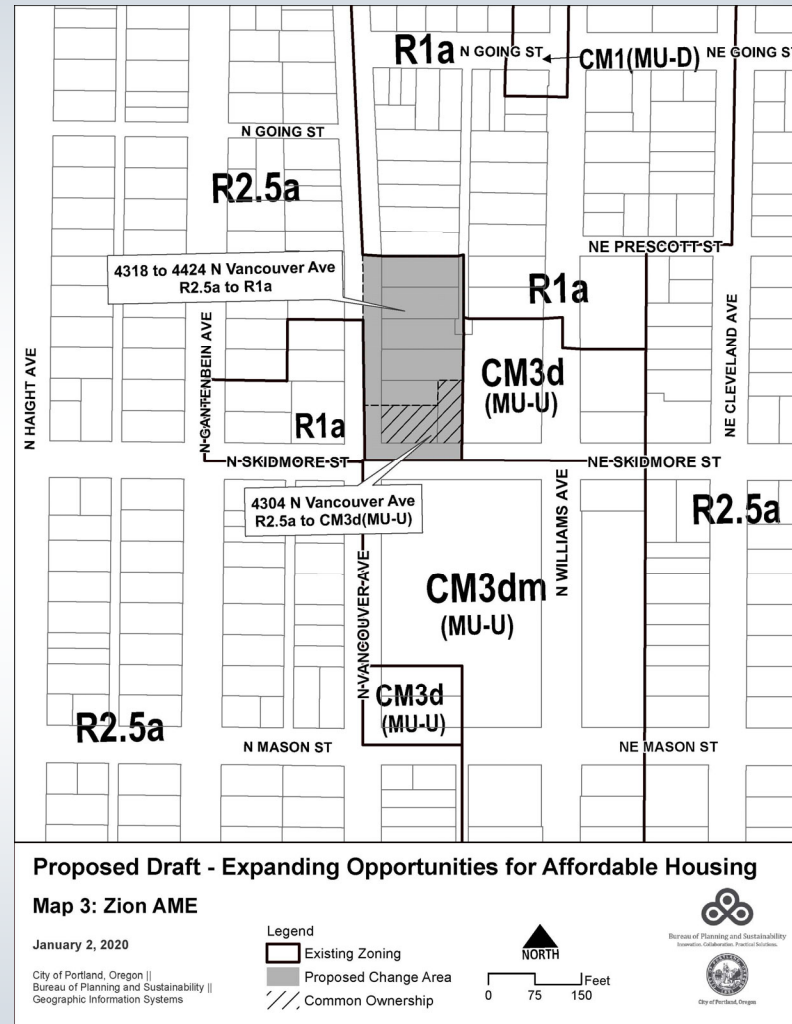 R1a
N GOING ST
CM1(MU-D)
NE GOING S
N GOING ST
R2.5a
NE PRESCOTT ST
4318 to 4424 N Vancouver Ave
R2.5a to R1a
R1a
N HAIGHT AVE
N GANTENBEIN AVE
NE CLEVELAND AVE
CM3d
(MU-U)
R1a
N SKIDMORE ST
NE SKIDMORE ST
4304 N Vancouver Ave
R2.5a to CM3d(MU-U)
N WILLIAMS AVE
R2.5a
N VANCOUVER AVE
CM3dm
(MU-U)
CM3d
(MU-U)
R2.5a
N MASON ST
NE MASON ST
Proposed Draft - Expanding Opportunities for Affordable Housing
Map 3: Zion AME
January 2, 2020
City of Portland, Oregon ||
Bureau of Planning and Sustainability ||
Geographic Information Systems
Legend
Existing Zoning
Proposed Change Area
Common Ownership
NORTH
Feet
0 75 150
Bureau of Planning and Sustainability
Innovation. Collaboration. Practical Solutions.
City of Portland, Oregon